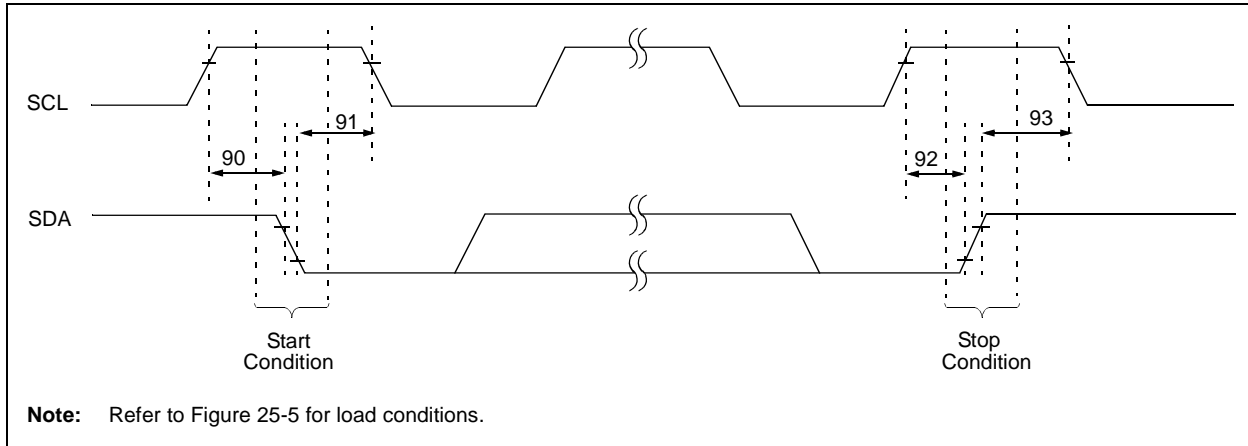 SCL
91
93
90
92
SDA
Start
Condition
Stop
Condition
Note: Refer to Figure 25-5 for load conditions.